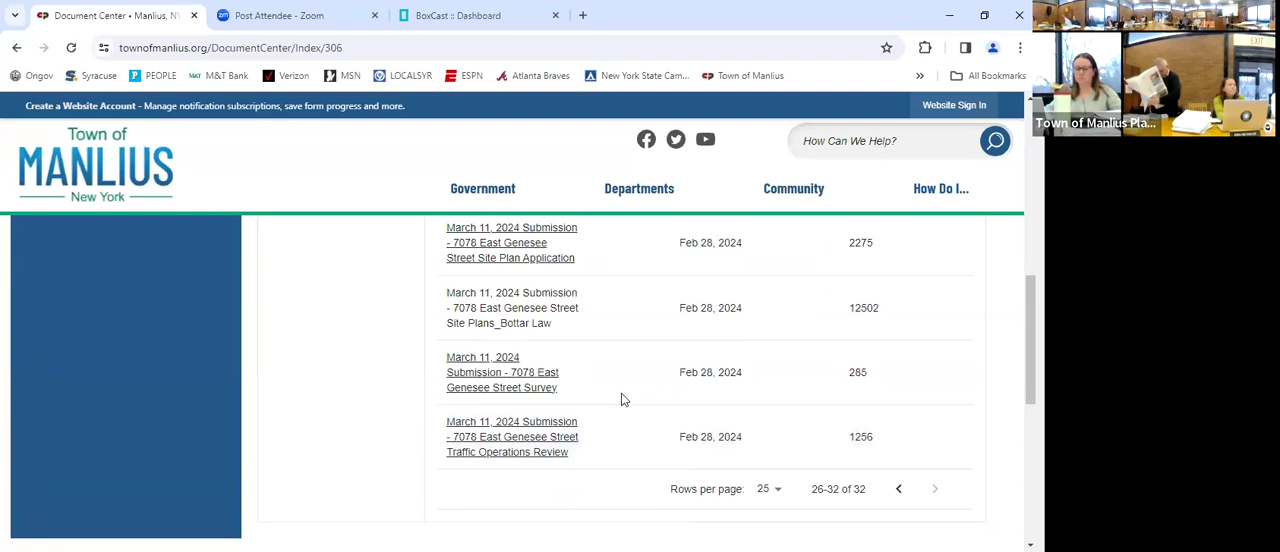 Document Center • Manlius, N
Post Attendee - Zoom
BoxCast :: Dashboard
townofmanlius.org/DocumentCenter/Index/306
Ongov
Syracuse
PEOPLE
M&T Bank
Verizon
MSN
LOCALSYR
ESPN
Atlanta Braves
New York State Cam...
Town of Manlius
»
All Bookmarks
Create a Website Account - Manage notification subscriptions, save form progress and more.
Website Sign In
Town of
MANLIUS
New York
How Can We Help?
Government
Departments
Community
How Do I...
March 11, 2024 Submission
- 7078 East Genesee
Street Site Plan Application
Feb 28, 2024
2275
March 11, 2024 Submission
- 7078 East Genesee Street
Site Plans_Bottar Law
Feb 28, 2024
12502
March 11, 2024
Submission - 7078 East
Genesee Street Survey
Feb 28, 2024
285
March 11, 2024 Submission
- 7078 East Genesee Street
Traffic Operations Review
Feb 28, 2024
1256
Rows per page:
25
26-32 of 32
EXIT
Town of Manlius Pla...